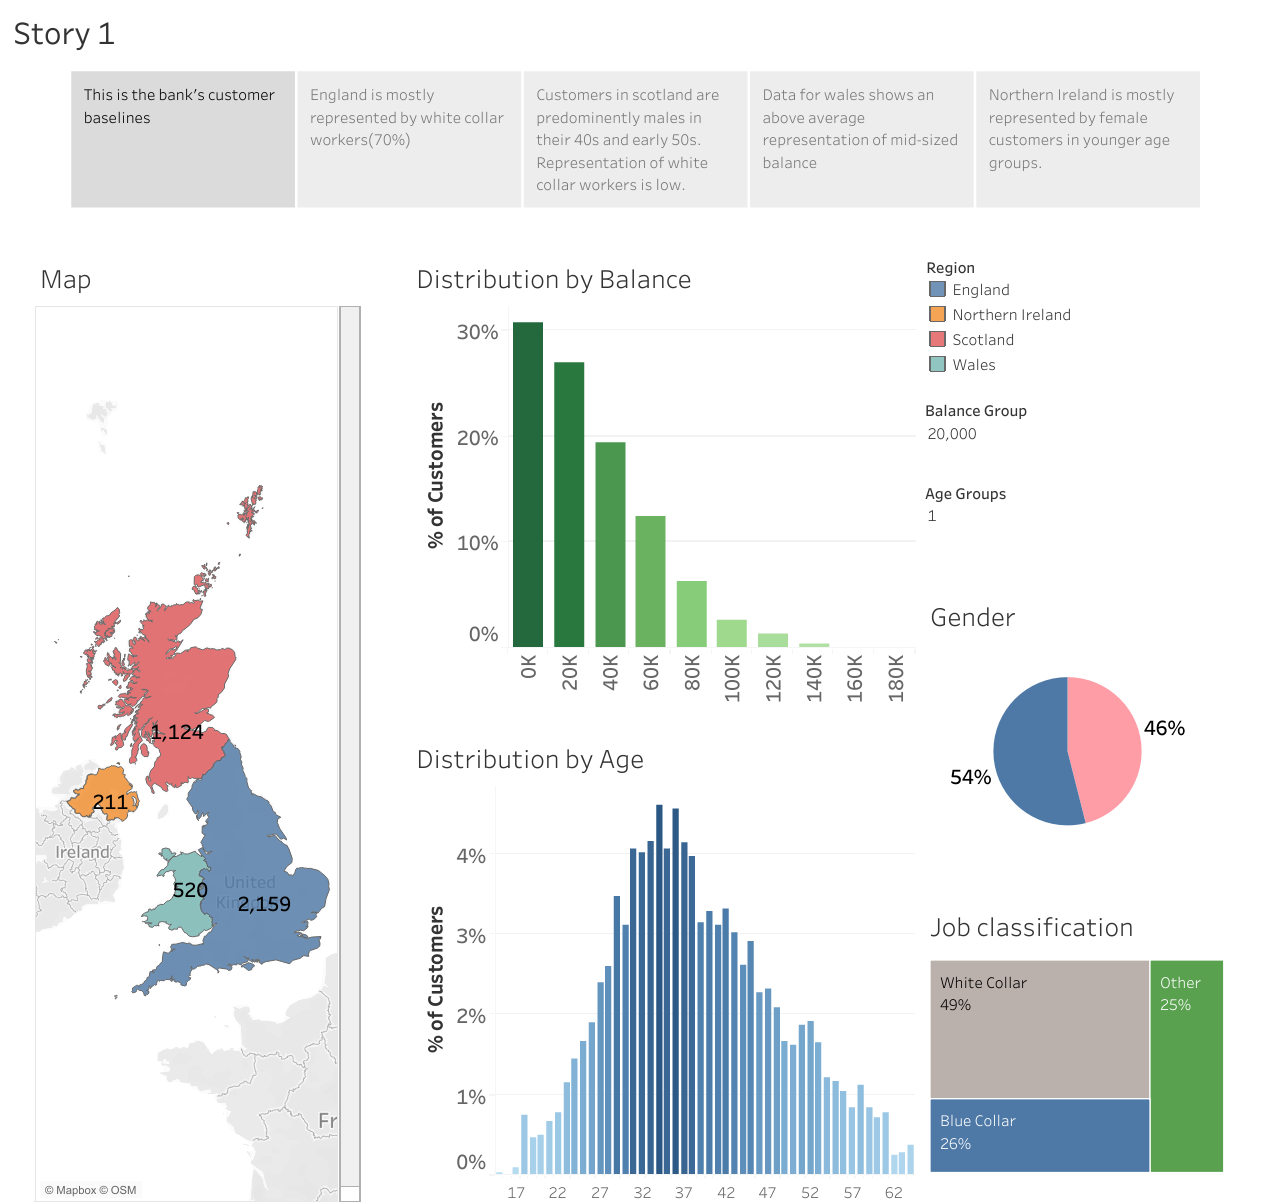 Story 1
This is the bank's customer
baselines
England is mostly
represented by white collar
workers(70%)
Customers in scotland are
predominently males in
their 40s and early 50s.
Representation of white
collar workers is low.
Data for wales shows an
above average
representation of mid-sized
balance
Northern Ireland is mostly
represented by female
customers in younger age
groups.
Map
1,124
211
Ireland
520
United
2,159
Fr
© Mapbox © OSM
Distribution by Balance
% of Customers
30%
20%
10%
0%
0K
20K
40K
60K
80K
100K
120K
140K
160K
180K
Distribution by Age
% of Customers
4%
3%
2%
1%
0%
17 22 27 32 37 42 47 52 57 62
Region
England
Northern Ireland
Scotland
Wales
Balance Group
20,000
Age Groups
1
Gender
46%
54%
Job classification
White Collar
49%
Other
25%
Blue Collar
26%